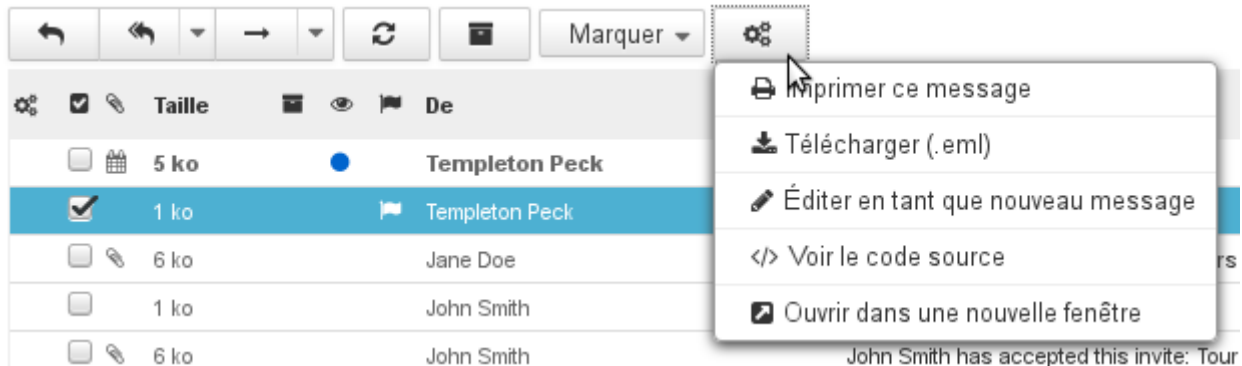 Marquer
Taille De
Imprimer ce message
Télécharger (.eml)
5 ko Templeton Peck
Éditer en tant que nouveau message
1 ko Templeton Peck
Voir le code source
6 ko Jane Doe rs
1 ko John Smith
Ouvrir dans une nouvelle fenêtre
6 ko John Smith John Smith has accepted this invite: Tour